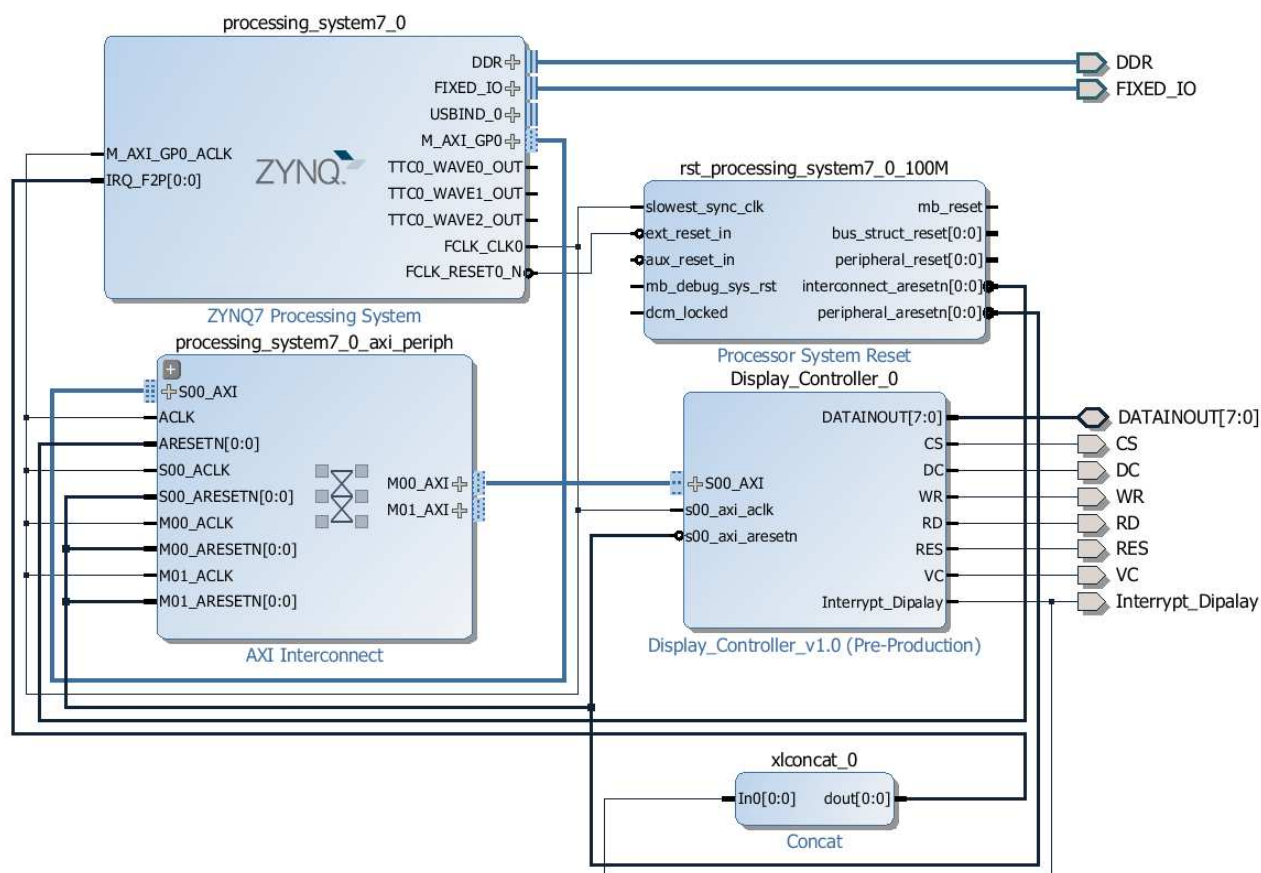 processing_system7_0
DDR
FIXED_IO
USBIND_0
M_AXI_GP0
TTC0_WAVE0_OUT
TTC0_WAVE1_OUT
TTC0_WAVE2_OUT
FCLK_CLK0
FCLK_RESET0_N
M_AXI_GP0_ACLK
IRQ_F2P[0:0]
ZYNQ
ZYNQ7 Processing System
DDR
FIXED_IO
rst_processing_system7_0_100M
slowest_sync_clk
ext_reset_in
aux_reset_in
mb_debug_sys_rst
dcm_locked
mb_reset
bus_struct_reset[0:0]
peripheral_reset[0:0]
interconnect_aresetn[0:0]
peripheral_aresetn[0:0]
Processor System Reset
processing_system7_0_axi_periph
S00_AXI
ACLK
ARESETN[0:0]
S00_ACLK
S00_ARESETN[0:0]
M00_ACLK
M00_ARESETN[0:0]
M01_ACLK
M01_ARESETN[0:0]
M00_AXI
M01_AXI
AXI Interconnect
Display_Controller_0
S00_AXI
s00_axi_aclk
s00_axi_aresetn
DATAINOUT[7:0]
CS
DC
WR
RD
RES
VC
Interrypt_Dipalay
Display_Controller_v1.0 (Pre-Production)
DATAINOUT[7:0]
CS
DC
WR
RD
RES
VC
Interrypt_Dipalay
xlconcat_0
In0[0:0]
dout[0:0]
Concat